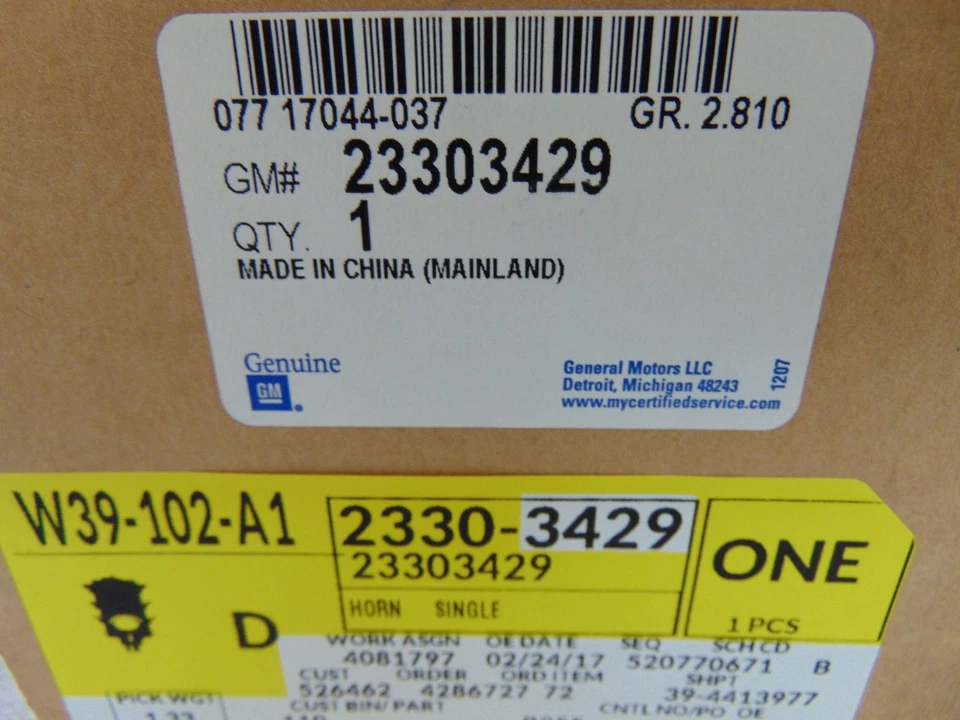 077 17044-037 GR. 2.810
GM# 23303429
QTY. 1
MADE IN CHINA (MAINLAND)
Genuine
GM
General Motors LLC
Detroit, Michigan 48243
www.mycertifiedservice.com
1207
W39-102-A1
2330-3429
23303429
HORN SINGLE
ONE
1 PCS
D
WORK ASGN OE DATE SEQ SCH CD
4081797 02/24/17 520770671 B
CUST ORDER ORD ITEM SHPT
526462 4286727 72 39-4413977
PICK WGT CUST BIN/PART CNTL NO/PO OE